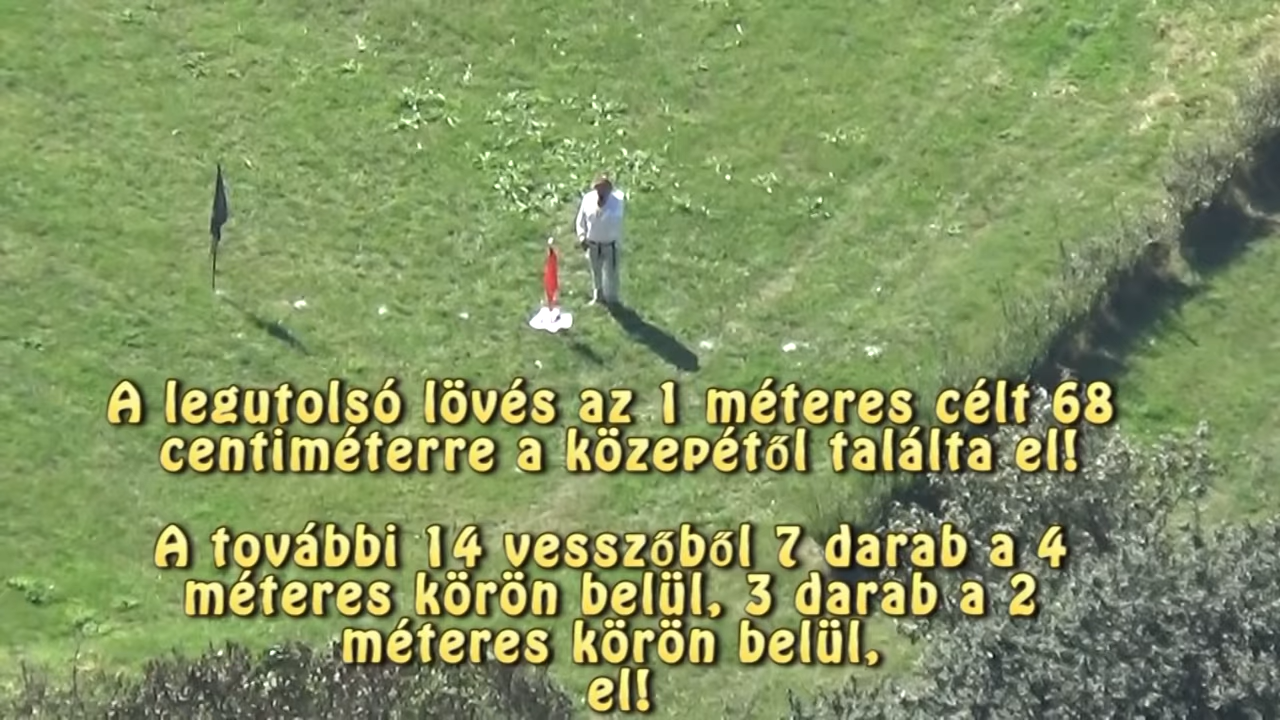 A legutolsó lövés az 1 méteres célt 68
centiméterre a közepétől találta el!
A további 14 vesszőből 7 darab a 4
méteres körön belül, 3 darab a 2
méteres körön belül,
el!